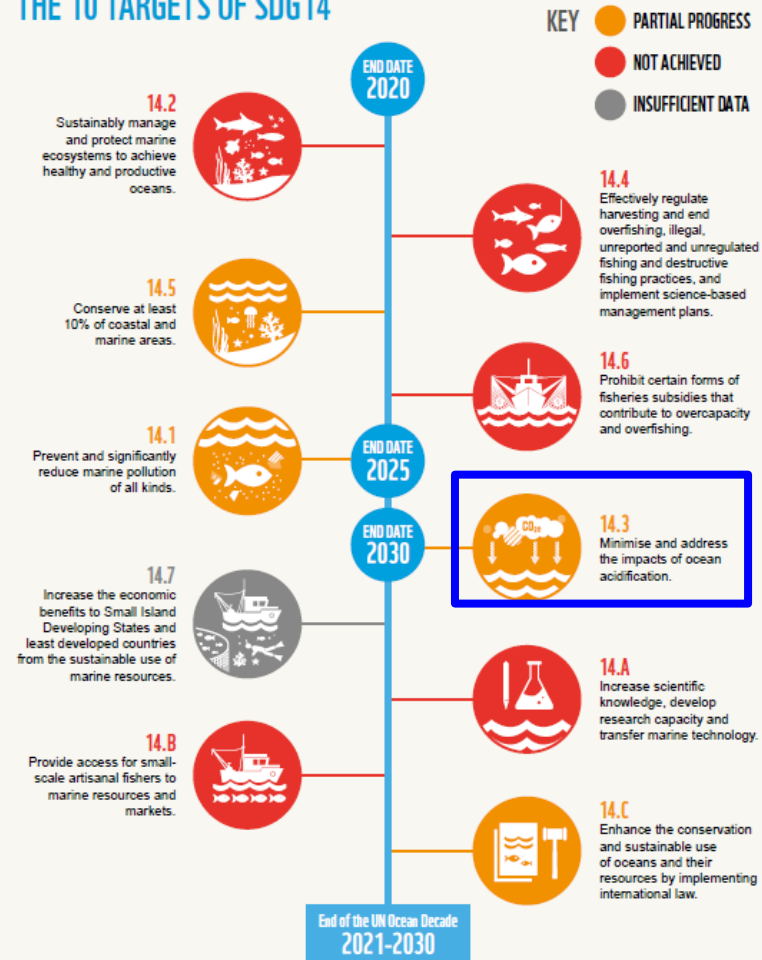 THE 10 TARGETS OF SDG14
KEY
PARTIAL PROGRESS
NOT ACHIEVED
INSUFFICIENT DATA
END DATE
2020
14.2
Sustainably manage
and protect marine
ecosystems to achieve
healthy and productive
oceans.
14.4
Effectively regulate
harvesting and end
overfishing, illegal,
unreported and unregulated
fishing and destructive
fishing practices, and
implement science-based
management plans.
14.5
Conserve at least
10% of coastal and
marine areas.
14.6
Prohibit certain forms of
fisheries subsidies that
contribute to overcapacity
and overfishing.
14.1
Prevent and significantly
reduce marine pollution
of all kinds.
END DATE
2025
END DATE
2030
14.3
Minimise and address
the impacts of ocean
acidification.
14.7
Increase the economic
benefits to Small Island
Developing States and
least developed countries
from the sustainable use of
marine resources.
14.A
Increase scientific
knowledge, develop
research capacity and
transfer marine technology.
14.B
Provide access for small-
scale artisanal fishers to
marine resources and
markets.
14.C
Enhance the conservation
and sustainable use
of oceans and their
resources by implementing
international law.
End of the UN Ocean Decade
2021-2030